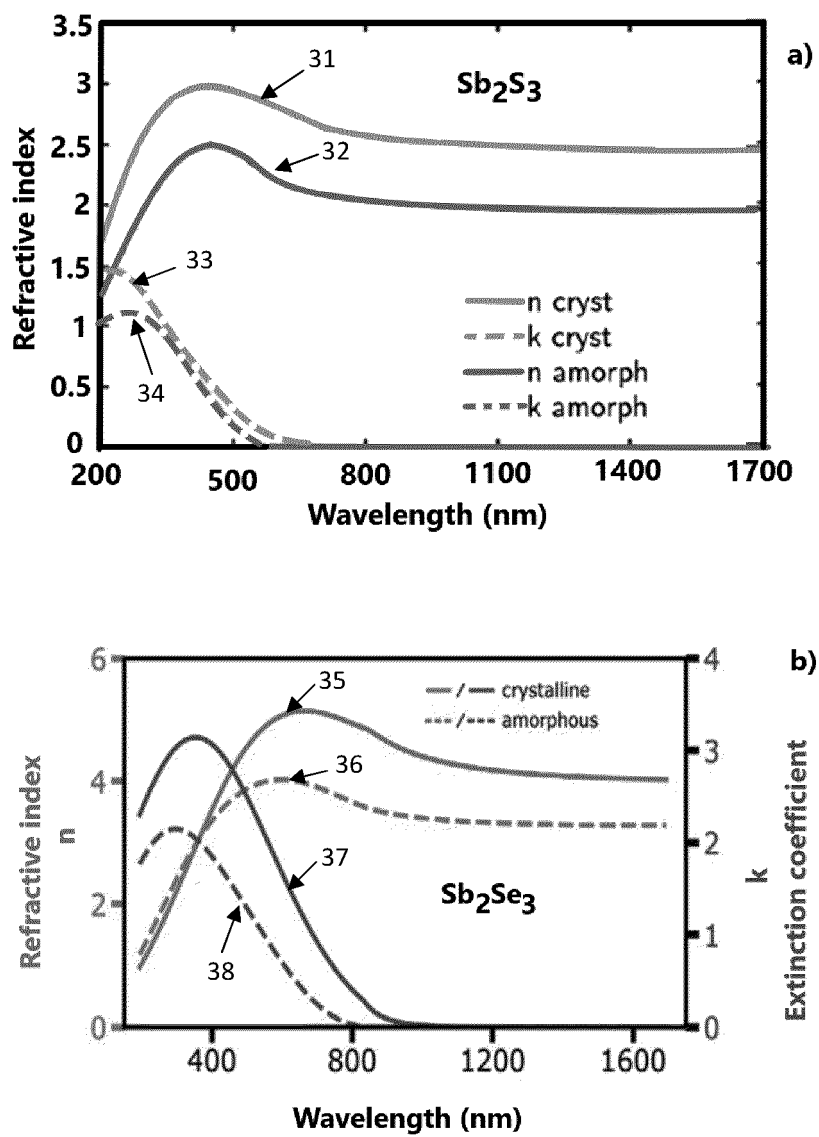 3.5
a)
31
Sb2S3
3
2.5
32
2
Refractive index
1.5
33
n cryst
1
k cryst
34
n amorph
0.5
k amorph
0
200
500
800
1100
1400
1700
Wavelength (nm)
6
4
b)
35
crystalline
amorphous
3
36
4
Refractive index
n
2
37
Extinction coefficient
k
Sb2Se3
2
1
38
0
0
400
800
1200
1600
Wavelength (nm)